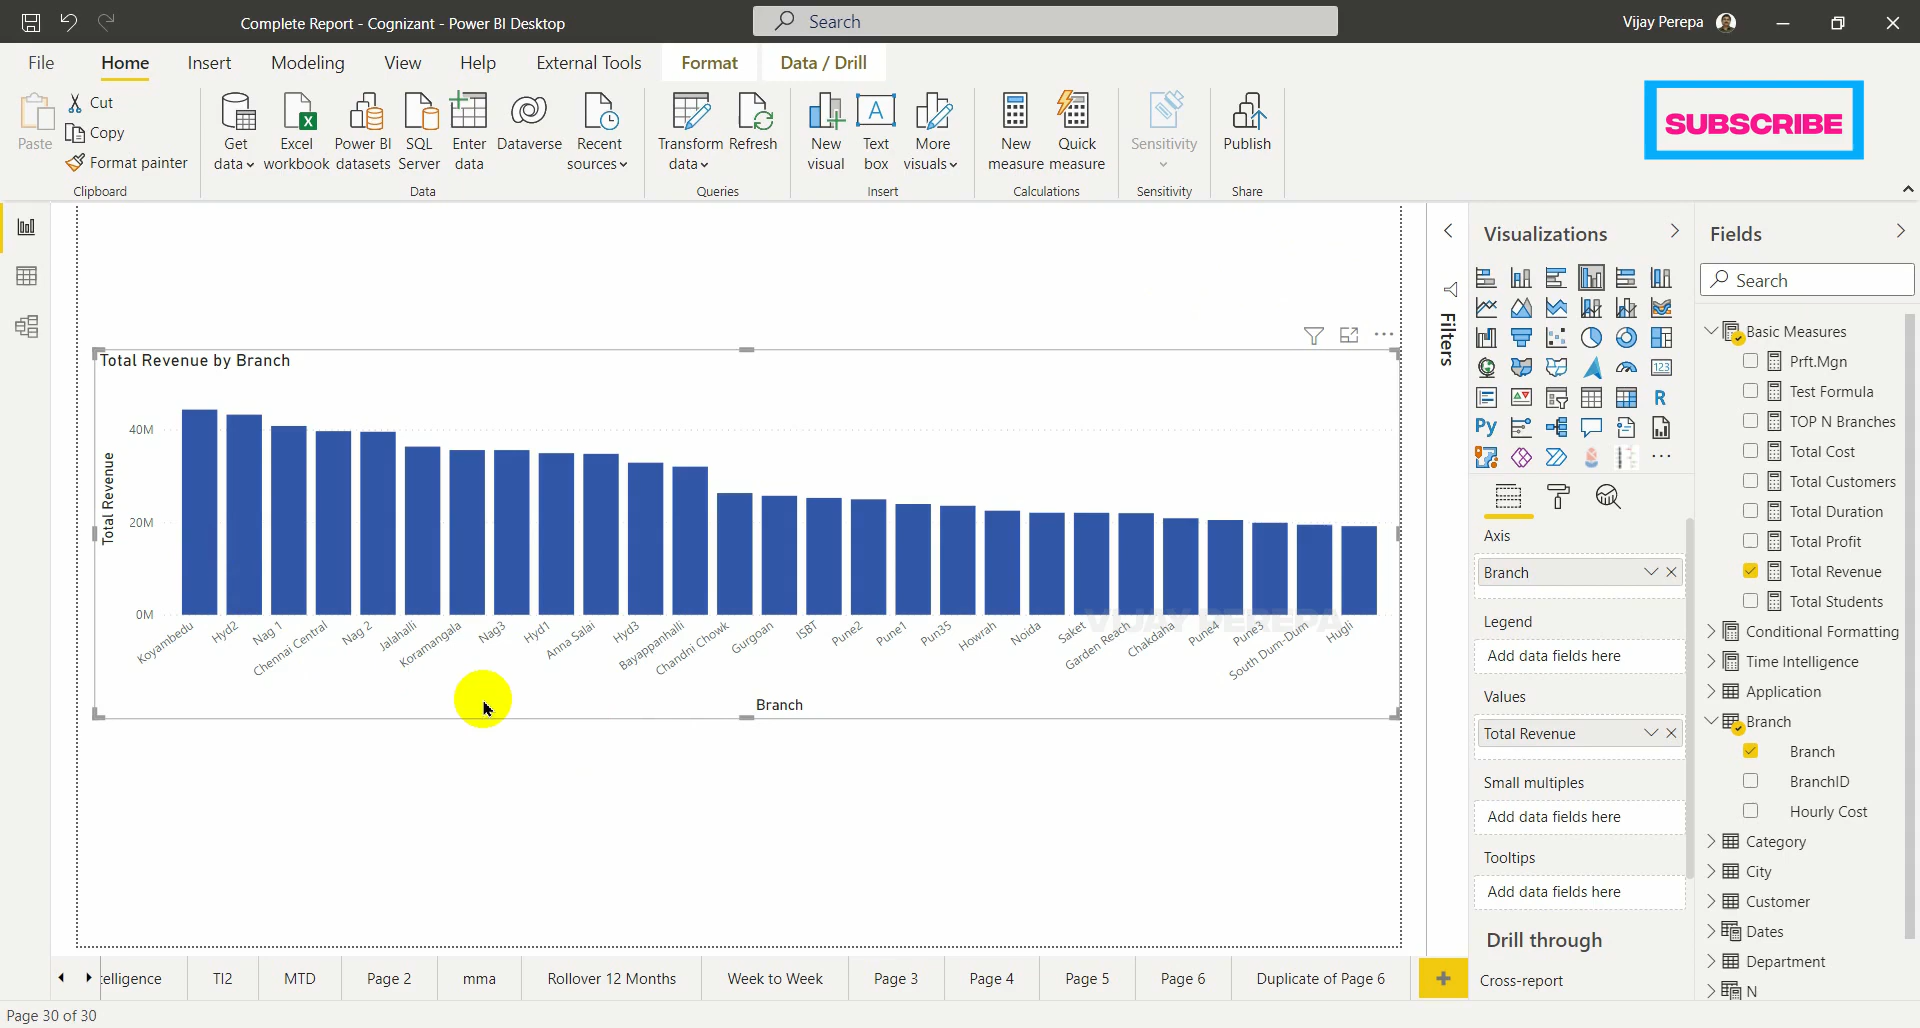 Complete Report - Cognizant - Power BI Desktop
Search
Vijay Perepa
File
Home
Insert
Modeling
View
Help
External Tools
Format
Data / Drill
Paste
Cut
Copy
Format painter
Clipboard
Get data
Excel workbook
Power BI datasets
SQL Server
Enter data
Dataverse
Recent sources
Data
Transform data
Refresh
Queries
New visual
Text box
More visuals
Insert
New measure
Quick measure
Calculations
Sensitivity
Sensitivity
Publish
Share
SUBSCRIBE
Total Revenue by Branch
Total Revenue
40M
20M
0M
Koyambedu
Hyd2
Nag 1
Chennai Central
Nag 2
Jalahalli
Koramangala
Nag3
Hyd1
Anna Salai
Hyd3
Bayappanhalli
Chandni Chowk
Gurgoan
ISBT
Pune2
Pune1
Pun35
Howrah
Noida
Saket
Garden Reach
Chakdaha
Pune4
Pune3
South Dum-Dum
Hugli
Branch
VIJAY PEREPA
Filters
Visualizations
123
R
Py
Axis
Branch
Legend
Add data fields here
Values
Total Revenue
Small multiples
Add data fields here
Tooltips
Add data fields here
Drill through
Cross-report
Fields
Search
Basic Measures
Prft.Mgn
Test Formula
TOP N Branches
Total Cost
Total Customers
Total Duration
Total Profit
Total Revenue
Total Students
Conditional Formatting
Time Intelligence
Application
Branch
Branch
BranchID
Hourly Cost
Category
City
Customer
Dates
Department
N
telligence
TI2
MTD
Page 2
mma
Rollover 12 Months
Week to Week
Page 3
Page 4
Page 5
Page 6
Duplicate of Page 6
Page 30 of 30